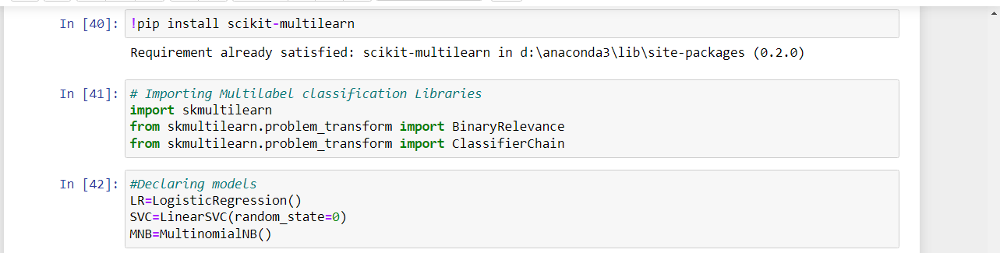 In [40]: !pip install scikit-multilearn
Requirement already satisfied: scikit-multilearn in d:\anaconda3\lib\site-packages (0.2.0)
In [41]: # Importing Multilabel classification Libraries
import skmultilearn
from skmultilearn.problem_transform import BinaryRelevance
from skmultilearn.problem_transform import ClassifierChain
In [42]: #Declaring models
LR=LogisticRegression()
SVC=LinearSVC(random_state=0)
MNB=MultinomialNB()